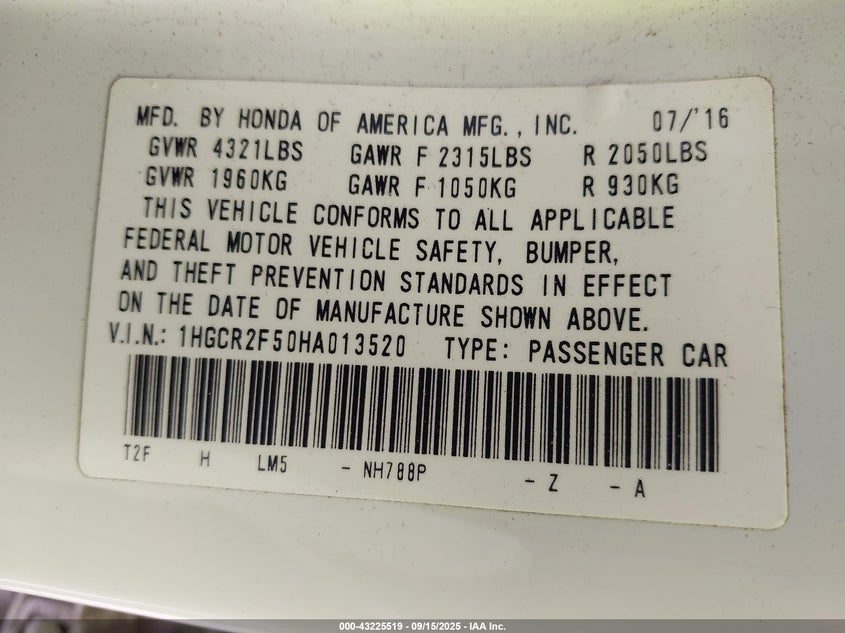 MFD. BY HONDA OF AMERICA MFG., INC. 07/'16
GVWR 4321LBS GAWR F 2315LBS R 2050LBS
GVWR 1960KG GAWR F 1050KG R 930KG
THIS VEHICLE CONFORMS TO ALL APPLICABLE
FEDERAL MOTOR VEHICLE SAFETY, BUMPER,
AND THEFT PREVENTION STANDARDS IN EFFECT
ON THE DATE OF MANUFACTURE SHOWN ABOVE.
V.I.N.: 1HGCR2F50HA013520 TYPE: PASSENGER CAR
T2F H LM5 - NH788P - Z - A
000-43225519 - 09/15/2025 - IAA Inc.